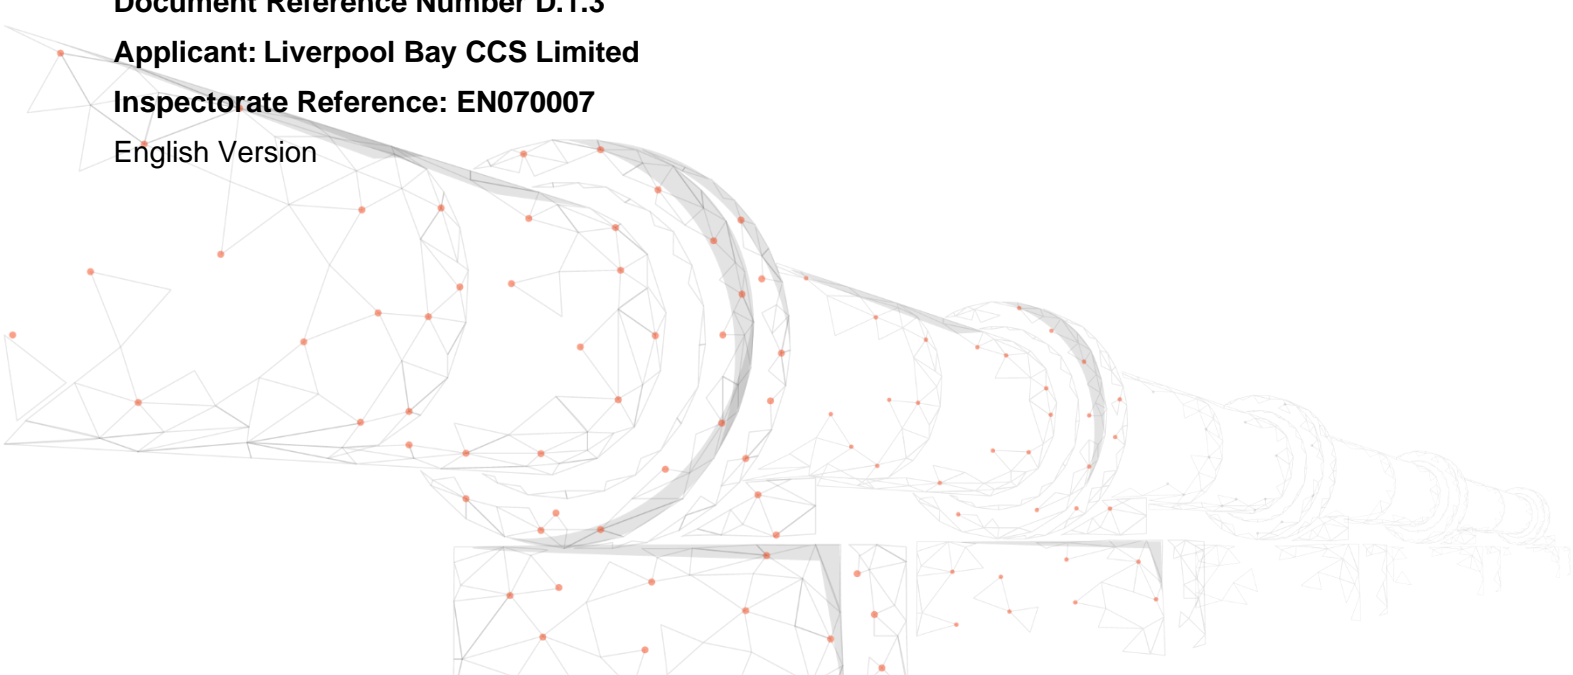 Document Reference Number D.1.3
Applicant: Liverpool Bay CCS Limited
Inspectorate Reference: EN070007
English Version